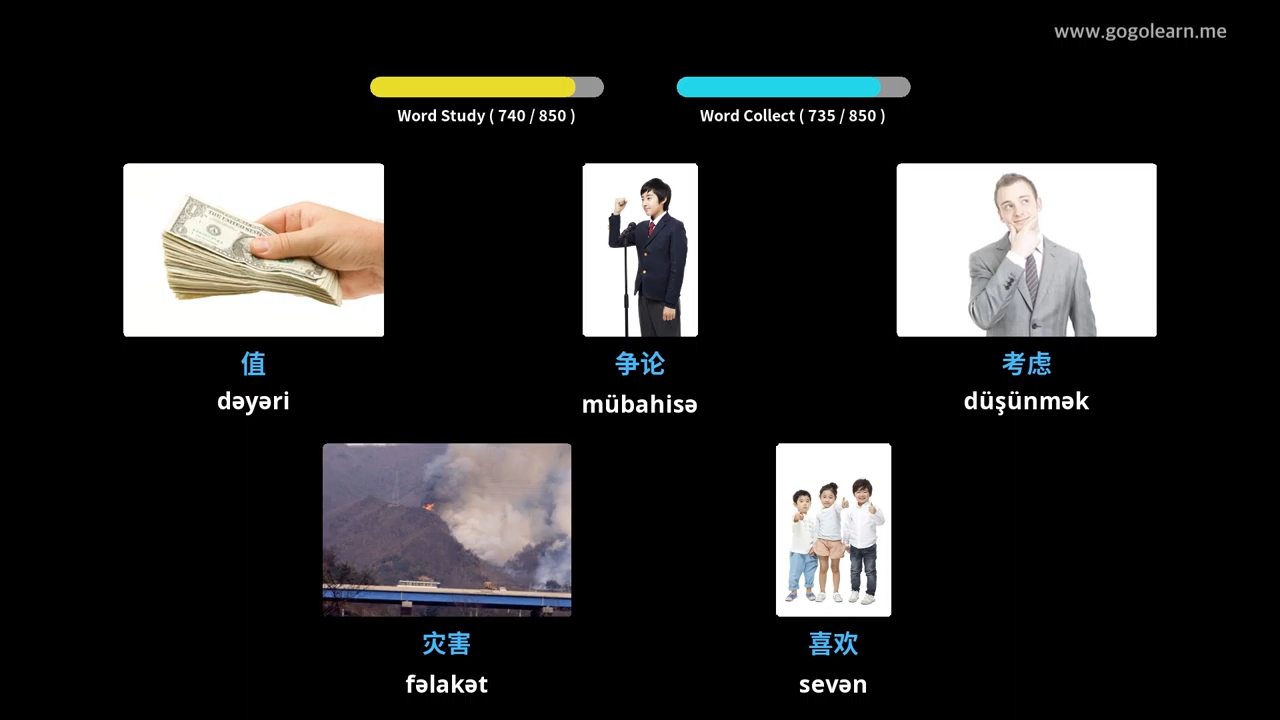 www.gogolearn.me
Word Study ( 740 / 850 )
Word Collect ( 735 / 850 )
值
争论
考虑
dəyəri
mübahisə
düşünmək
灾害
喜欢
fəlakət
sevən